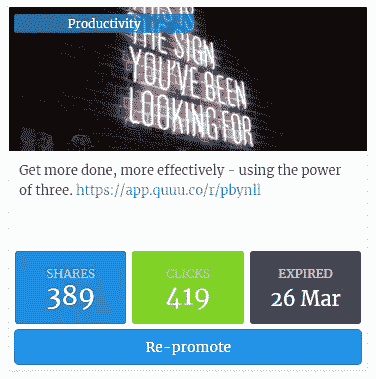 Productivity
THIS IS
THE SIGN
YOU'VE BEEN
LOOKING FOR
Get more done, more effectively - using the power
of three. https://app.quuu.co/r/pbynll
SHARES
389
CLICKS
419
EXPIRED
26 Mar
Re-promote